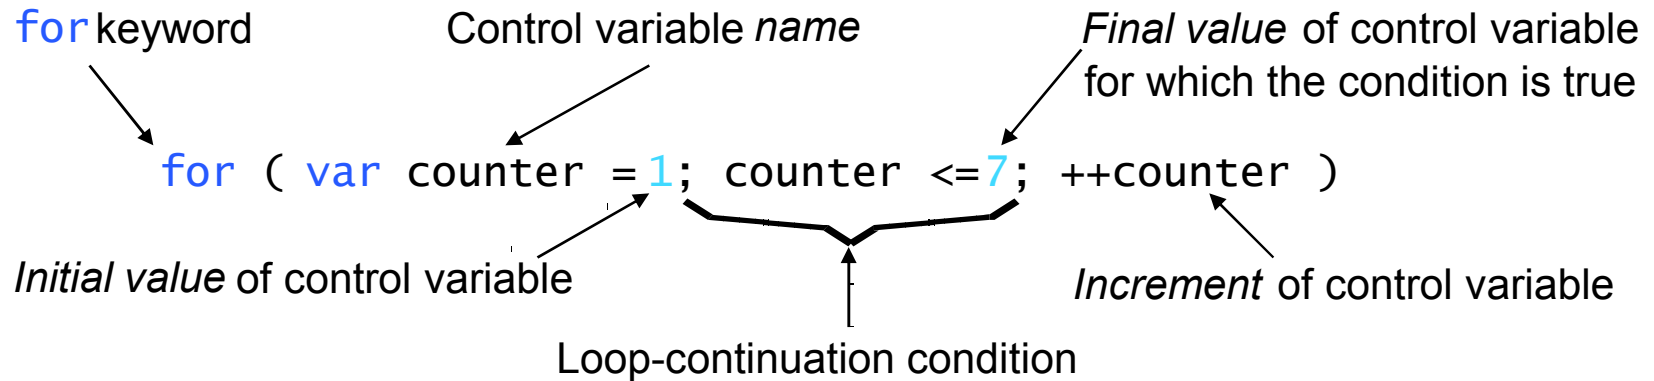 for keyword
Control variable name
Final value of control variable
for which the condition is true
for ( var counter = 1; counter <= 7; ++counter )
Initial value of control variable
Increment of control variable
Loop-continuation condition